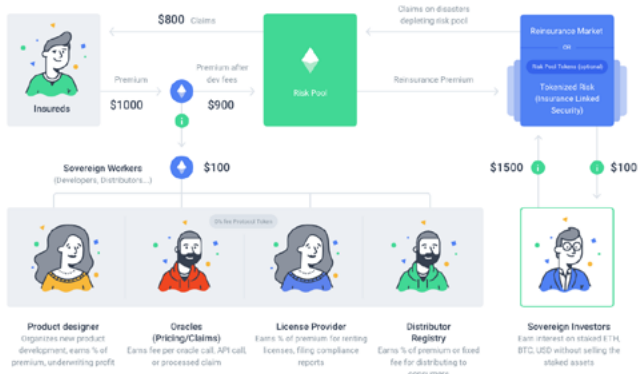 $800 Claims
Claims on disasters
depleting risk pool
Insureds
Premium
$1000
Premium after
dev fees
$900
Risk Pool
Reinsurance Premium
Reinsurance Market
OR
Risk Pool Tokens (optional)
Tokenized Risk
(Insurance Linked
Security)
Sovereign Workers
(Developers, Distributors...)
$100
$1500
$100
Protocol Token
Product designer
Organizes new product
development, earns % of
premium, underwriting profit
Oracles
(Pricing/Claims)
Earns fee per oracle call, API call,
or processed claim
License Provider
Earns % of premium for renting
licenses, filing compliance
reports
Distributor
Registry
Earns % of premium or fixed
fee for distributing to
consumers
Sovereign Investors
Earn interest on staked ETH,
BTC, USD without selling the
staked assets